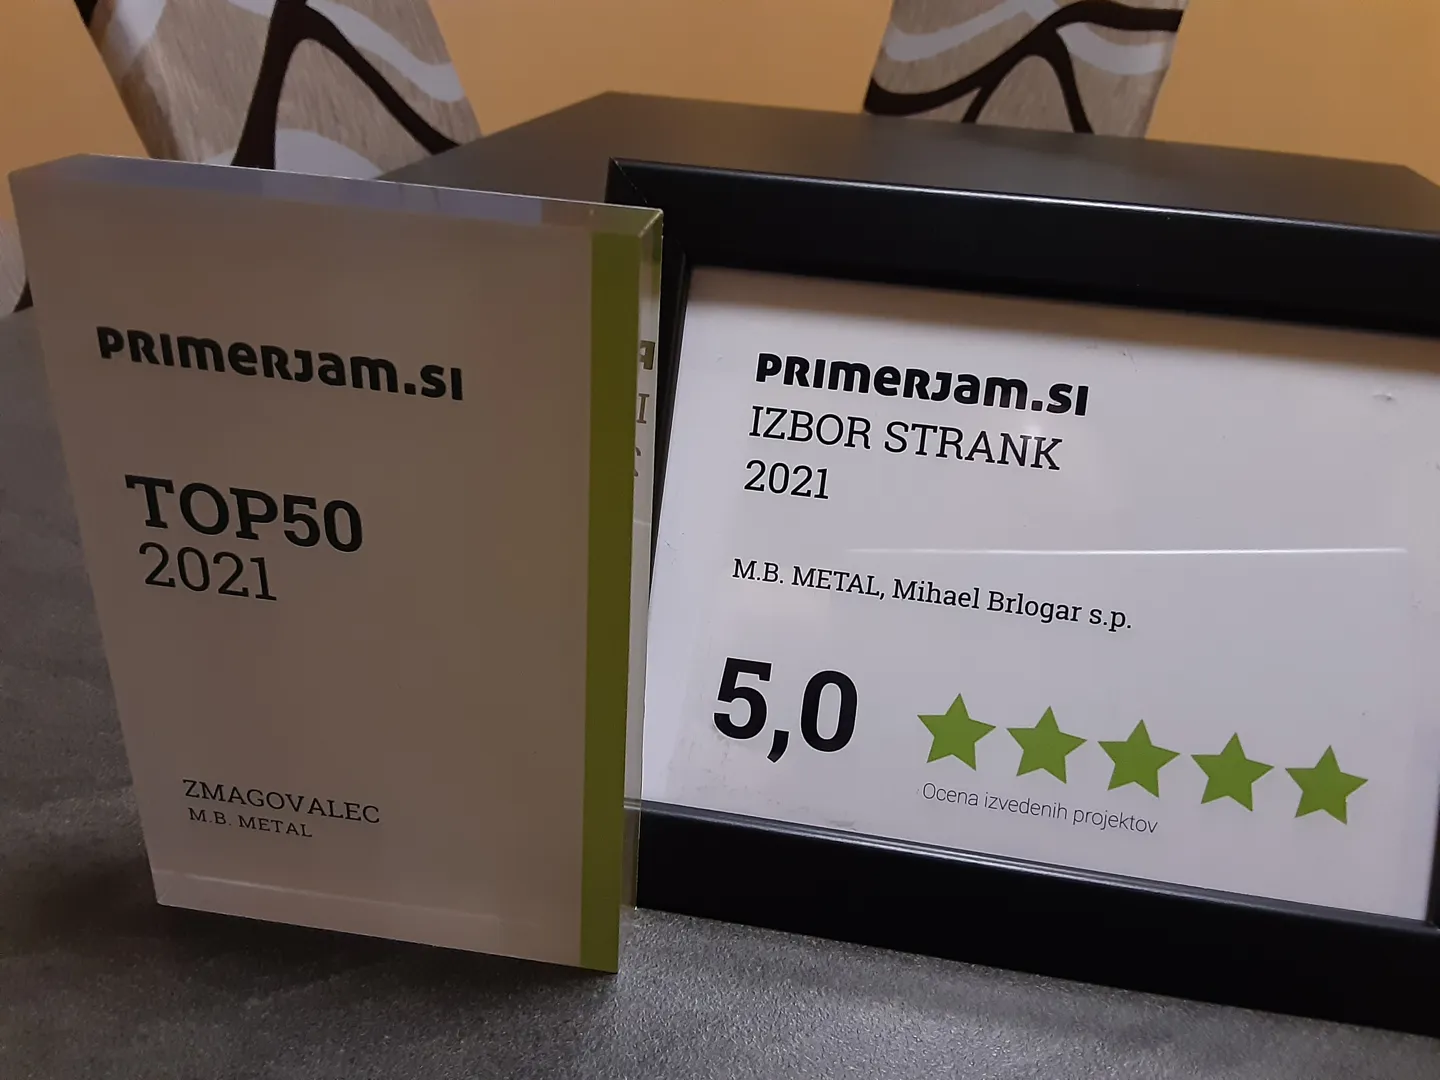 PRIMERJAM.SI
TOP50
2021
ZMAGOVALEC
M.B. METAL
PRIMERJAM.SI
IZBOR STRANK
2021
M.B. METAL, Mihael Brlogar s.p.
5,0
Ocena izvedenih projektov